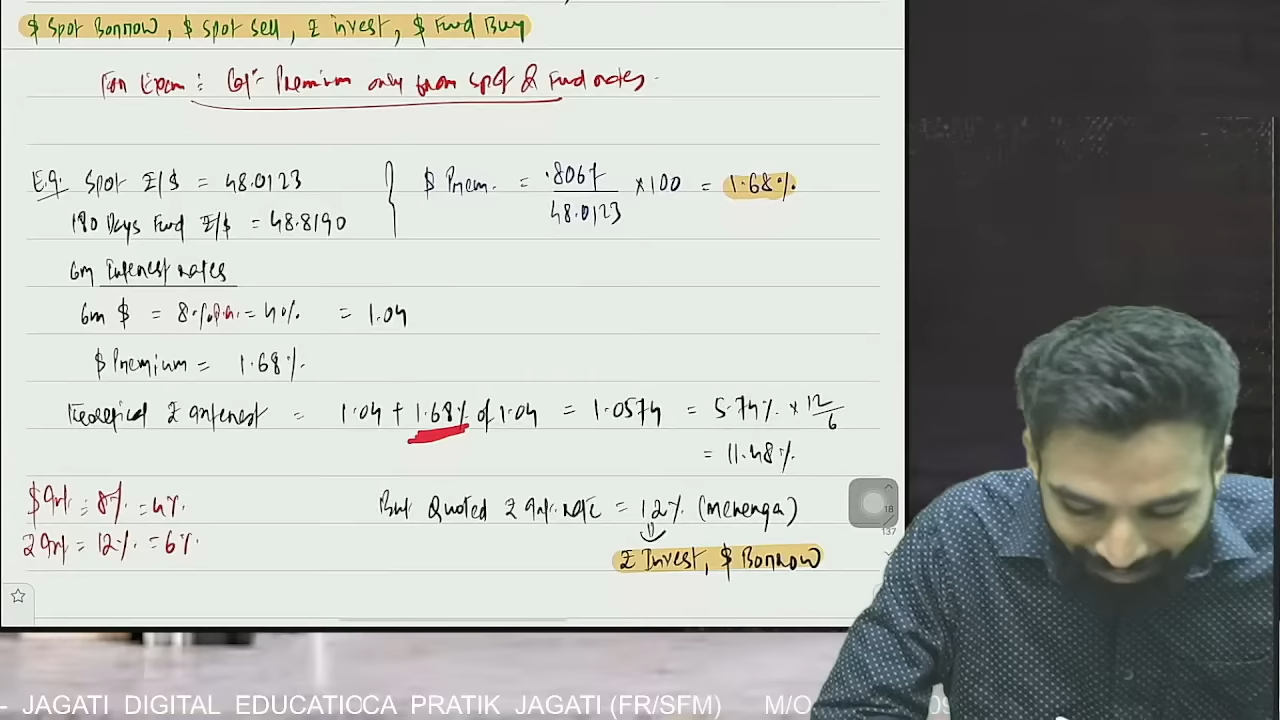 $ Spot Borrow, $ Spot Sell, ₹ invest, $ Fwd Buy
For Exam : Cal: Premium only from Spot & Fwd rates
E.g. Spot ₹/$ = 48.0123
180 Days Fwd ₹/$ = 48.8190
$ Prem. = .8067 / 48.0123 × 100 = 1.68%
6m Interest rates
6m $ = 8% p.a. = 4% = 1.04
$ Premium = 1.68%
Theoretical ₹ interest = 1.04 + 1.68% of 1.04 = 1.0574 = 5.74% × 12/6
= 11.48%
$ Int = 8% = 4%
₹ Int = 12% = 6%
But Quoted ₹ Int. rate = 12% (
⇓
₹ Invest, $ Borrow
18
137
- JAGATI DIGITAL EDUCATIOCA PRATIK JAGATI (FR/SFM) M/O